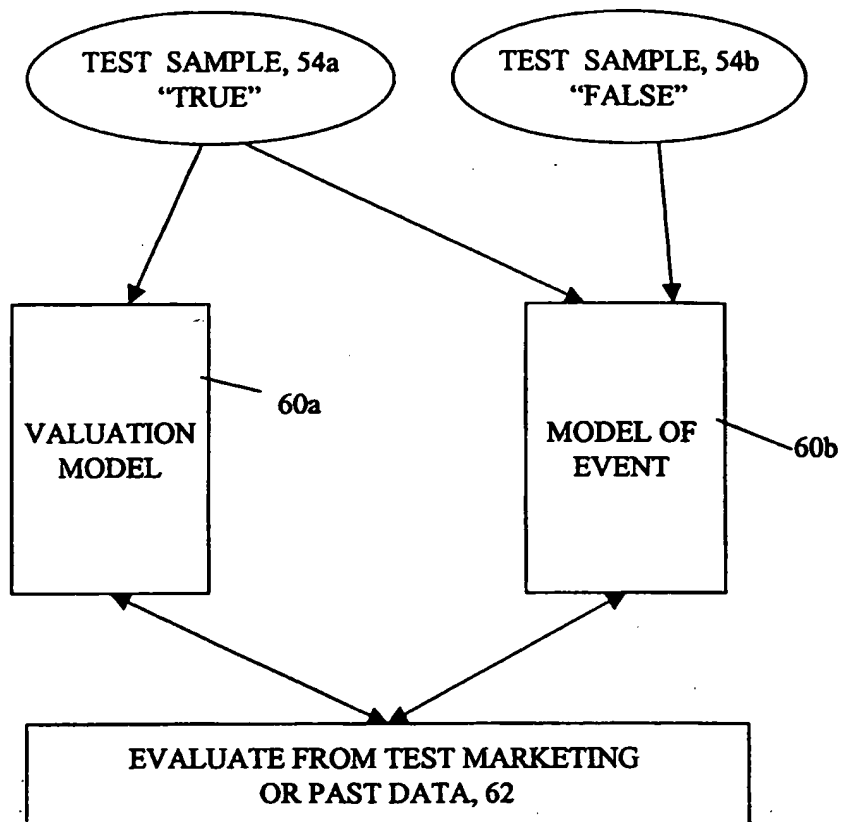 TEST SAMPLE, 54a
"TRUE"
TEST SAMPLE, 54b
"FALSE"
60a
VALUATION
MODEL
MODEL OF
EVENT
60b
EVALUATE FROM TEST MARKETING
OR PAST DATA, 62